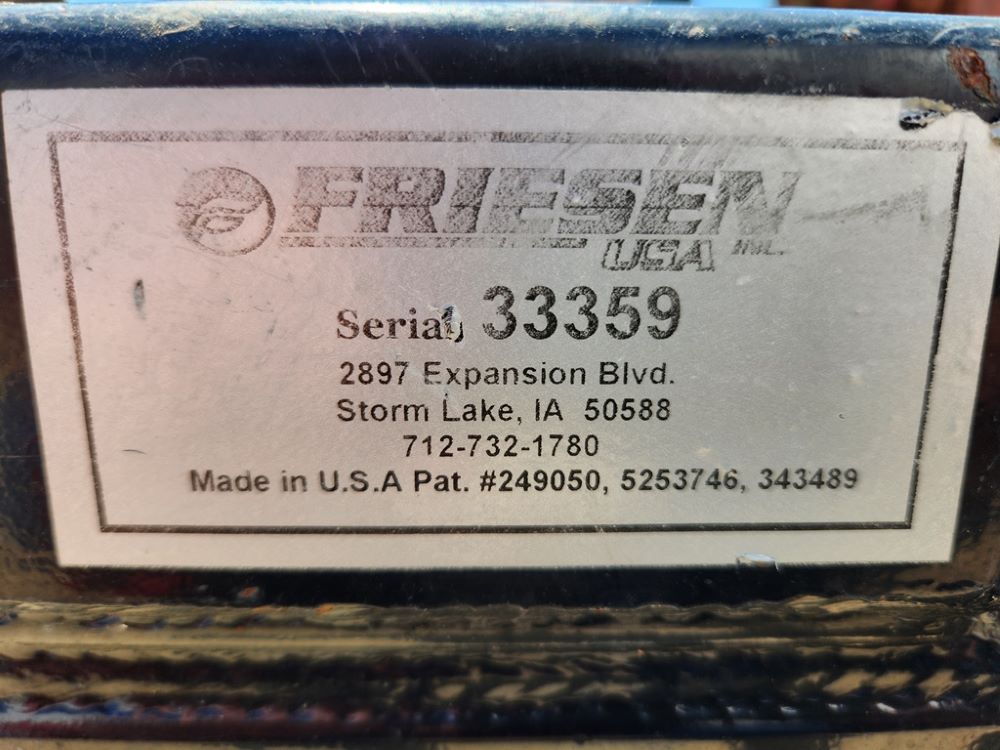 FRIESEN
USA INC.
Serial 33359
2897 Expansion Blvd.
Storm Lake, IA 50588
712-732-1780
Made in U.S.A Pat. #249050, 5253746, 343489